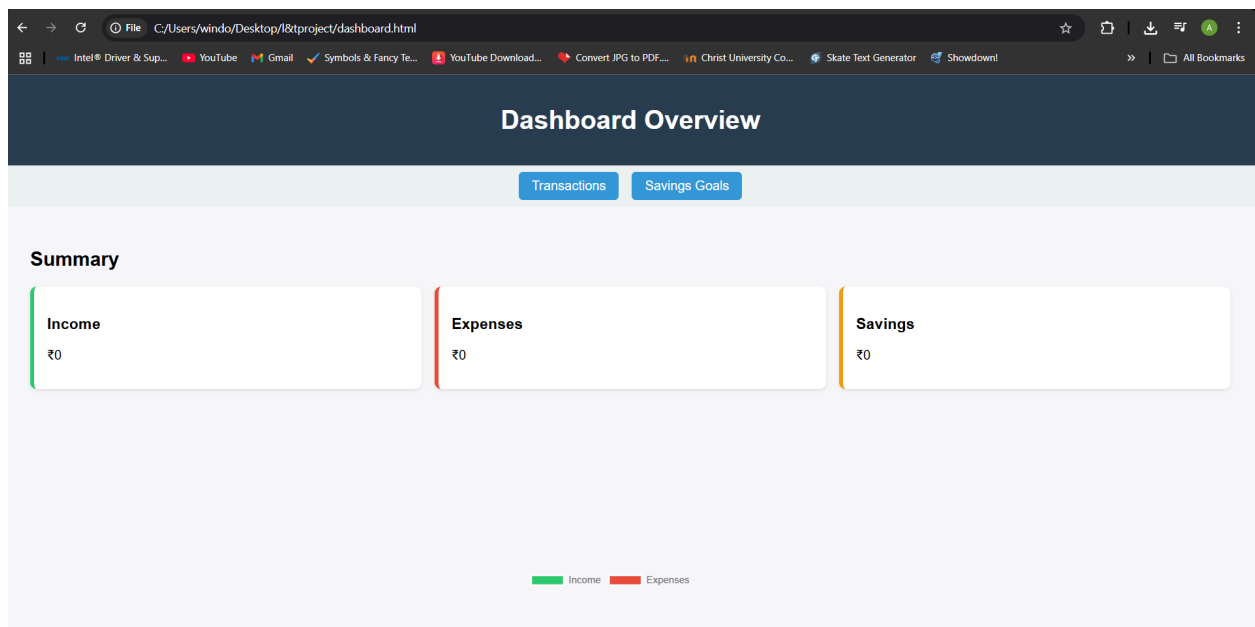 File C:/Users/windo/Desktop/l&tproject/dashboard.html A
Intel® Driver & Sup... YouTube Gmail Symbols & Fancy Te... YouTube Download... Convert JPG to PDF.... Christ University Co... Skate Text Generator Showdown! » All Bookmarks
Dashboard Overview
Transactions Savings Goals
Summary
Income Expenses Savings
₹0 ₹0 ₹0
Income Expenses